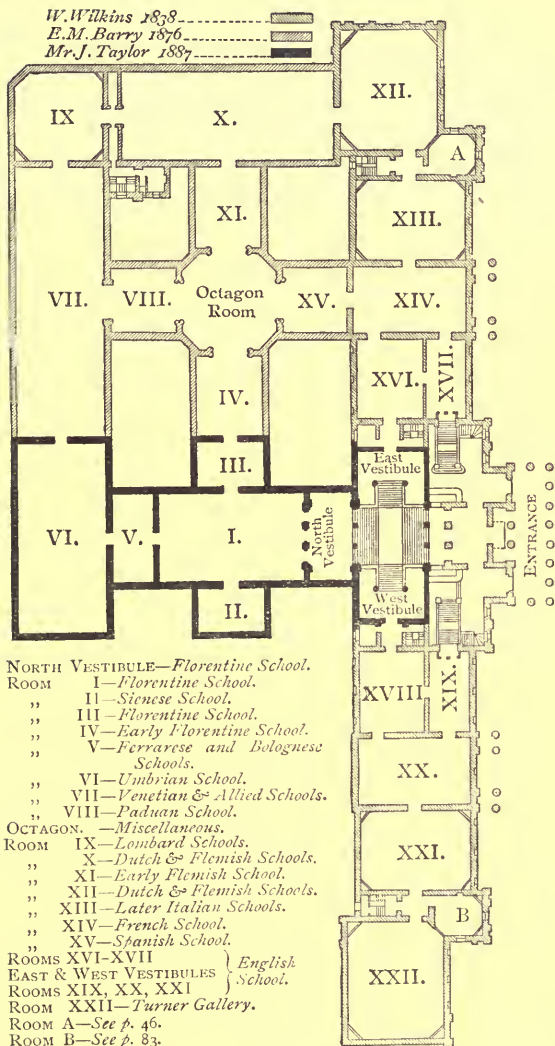 W. Wilkins 1838
E. M. Barry 1876
Mr. J. Taylor 1887
IX
X.
XII.
A
XI.
XIII.
VII.
VIII.
Octagon
Room
XV.
XIV.
XVI.
XVII.
IV.
III.
East
Vestibule
VI.
V.
I.
North
Vestibule
ENTRANCE
West
Vestibule
II.
NORTH VESTIBULE—Florentine School.
ROOM I—Florentine School.
„ II—Sienese School.
„ III—Florentine School.
„ IV—Early Florentine School.
„ V—Ferrarese and Bolognese
Schools.
„ VI—Umbrian School.
„ VII—Venetian & Allied Schools.
„ VIII—Paduan School.
OCTAGON. —Miscellaneous.
ROOM IX—Lombard Schools.
„ X—Dutch & Flemish Schools.
„ XI—Early Flemish School.
„ XII—Dutch & Flemish Schools.
„ XIII—Later Italian Schools.
„ XIV—French School.
„ XV—Spanish School.
ROOMS XVI-XVII
EAST & WEST VESTIBULES
ROOMS XIX, XX, XXI
English
School.
ROOM XXII—Turner Gallery.
ROOM A—See p. 46.
ROOM B—See p. 83.
XVIII
XIX.
XX.
XXI.
B
XXII.